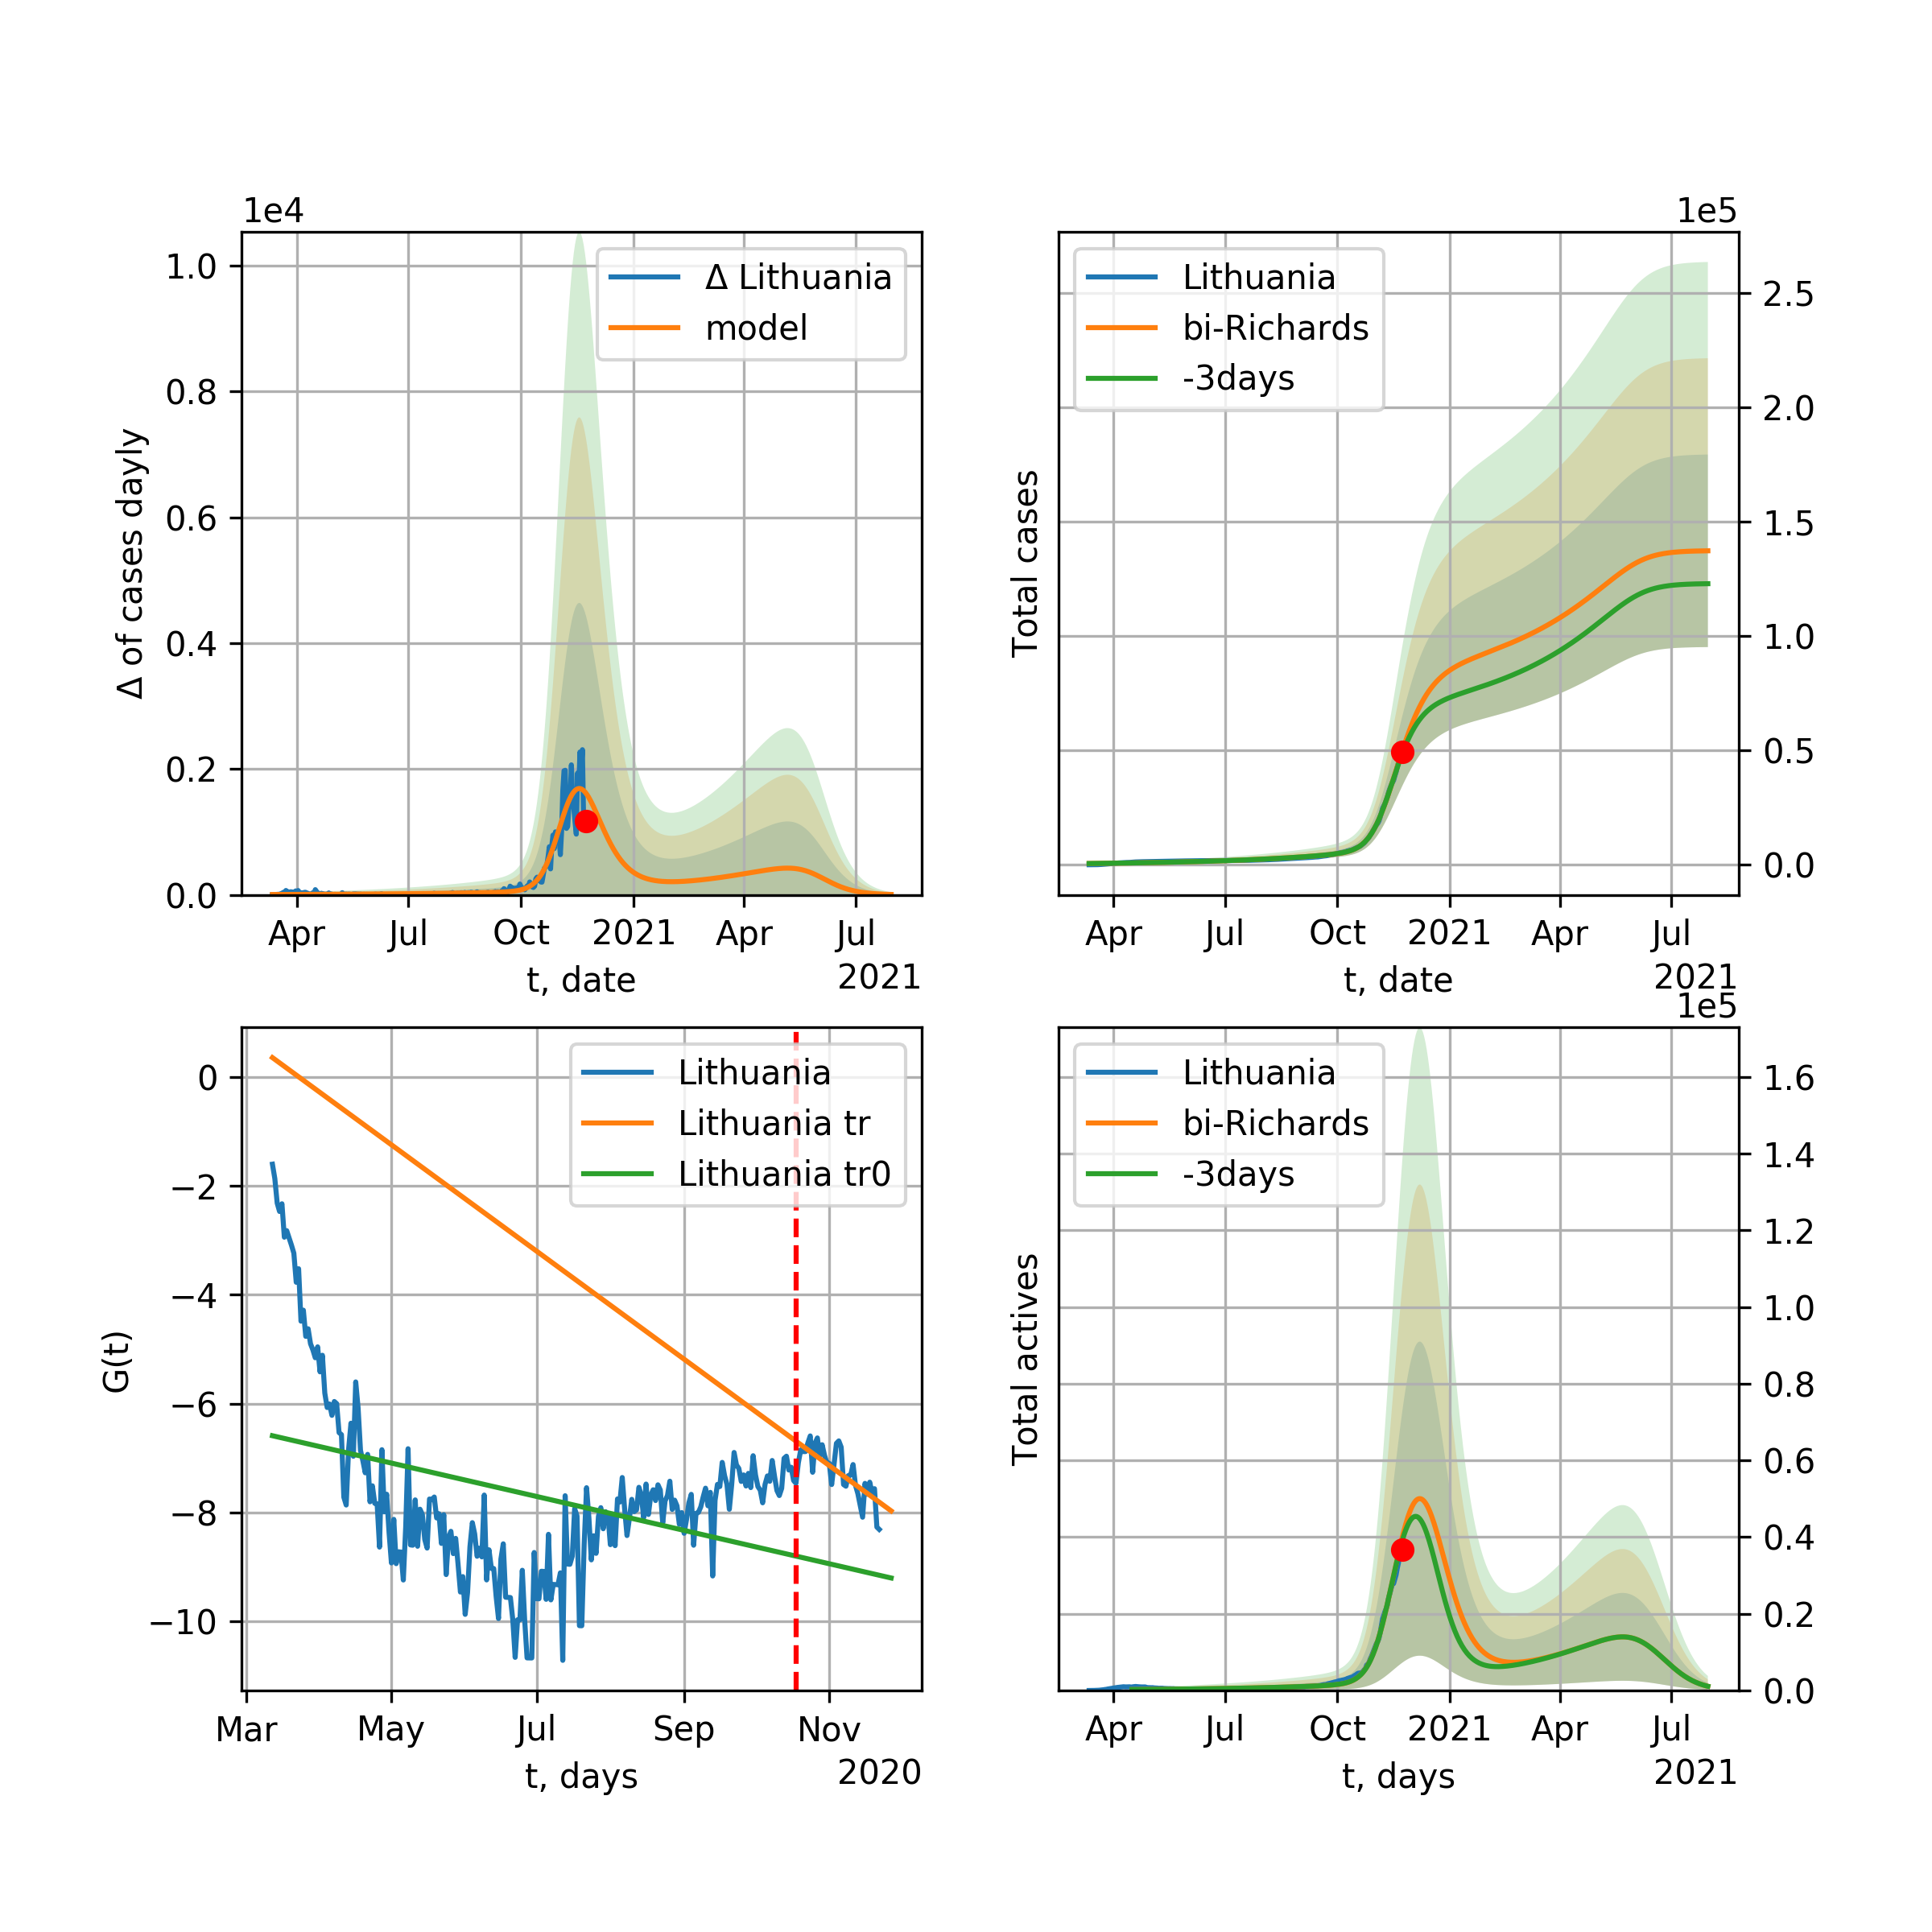 1e4
Δ of cases dayly
1.0
0.8
0.6
0.4
0.2
0.0
Δ Lithuania
model
Apr Jul Oct 2021 Apr Jul
t, date
2021
1e5
Total cases
Lithuania
bi-Richards
-3days
2.5
2.0
1.5
1.0
0.5
0.0
Apr Jul Oct 2021 Apr Jul
t, date
2021
G(t)
0
−2
−4
−6
−8
−10
Lithuania
Lithuania tr
Lithuania tr0
Mar May Jul Sep Nov
t, days
2020
1e5
Total actives
Lithuania
bi-Richards
-3days
1.6
1.4
1.2
1.0
0.8
0.6
0.4
0.2
0.0
Apr Jul Oct 2021 Apr Jul
t, days
2021